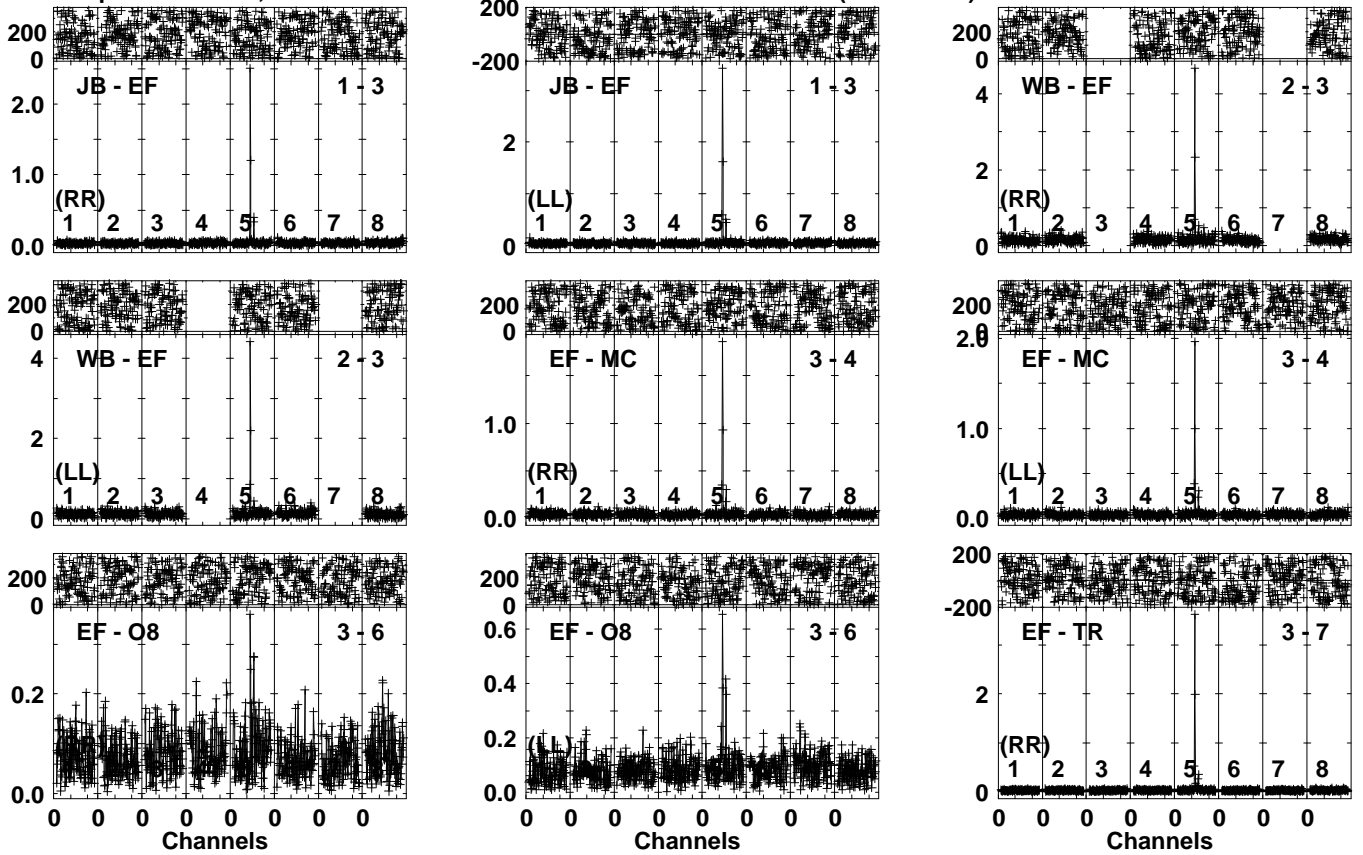 200
0
2.0
1.0
0.0
JB - EF
1 - 3
(RR)
1 2 3 4 5 6 7 8
200
-200
2
0
JB - EF
1 - 3
(LL)
1 2 3 4 5 6 7 8
200
0
4
2
0
WB - EF
2 - 3
(RR)
1 2 3 4 5 6 7 8
200
0
4
2
0
WB - EF
2 - 3
(LL)
1 2 3 4 5 6 7 8
200
0
1.0
0.0
EF - MC
3 - 4
(RR)
1 2 3 4 5 6 7 8
200
0
2.0
1.0
0.0
EF - MC
3 - 4
(LL)
1 2 3 4 5 6 7 8
200
0
0.2
0.0
EF - O8
3 - 6
0 0 0 0 0 0 0 0
Channels
200
0
0.6
0.4
0.2
0.0
EF - O8
3 - 6
(LL)
0 0 0 0 0 0 0 0
Channels
200
-200
2
0
EF - TR
3 - 7
(RR)
1 2 3 4 5 6 7 8
0 0 0 0 0 0 0 0
Channels